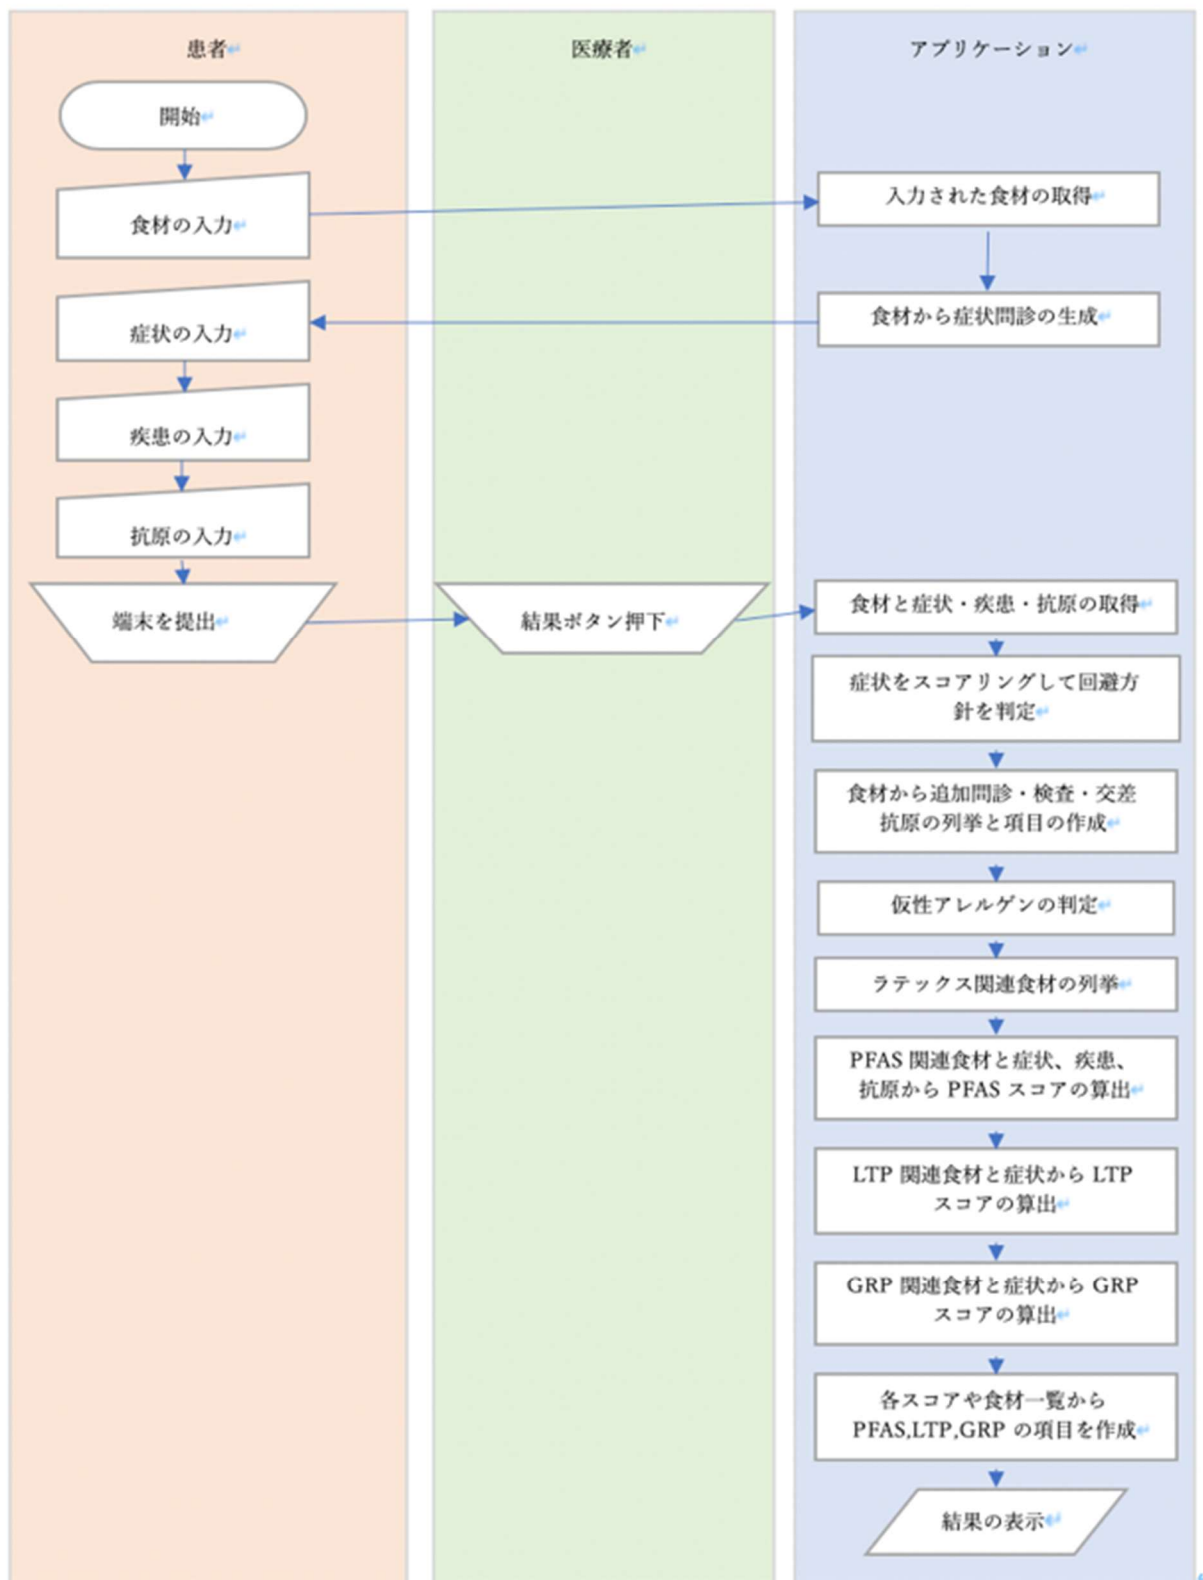 患者
医療者
アプリケーション
開始
食材の入力
入力された食材の取得
食材から症状問診の生成
症状の入力
疾患の入力
抗原の入力
端末を提出
結果ボタン押下
食材と症状・疾患・抗原の取得
症状をスコアリングして回避方
針を判定
食材から追加問診・検査・交差
抗原の列挙と項目の作成
仮性アレルゲンの判定
ラテックス関連食材の列挙
PFAS 関連食材と症状、疾患、
抗原から PFAS スコアの算出
LTP 関連食材と症状から LTP
スコアの算出
GRP 関連食材と症状から GRP
スコアの算出
各スコアや食材一覧から
PFAS,LTP,GRP の項目を作成
結果の表示